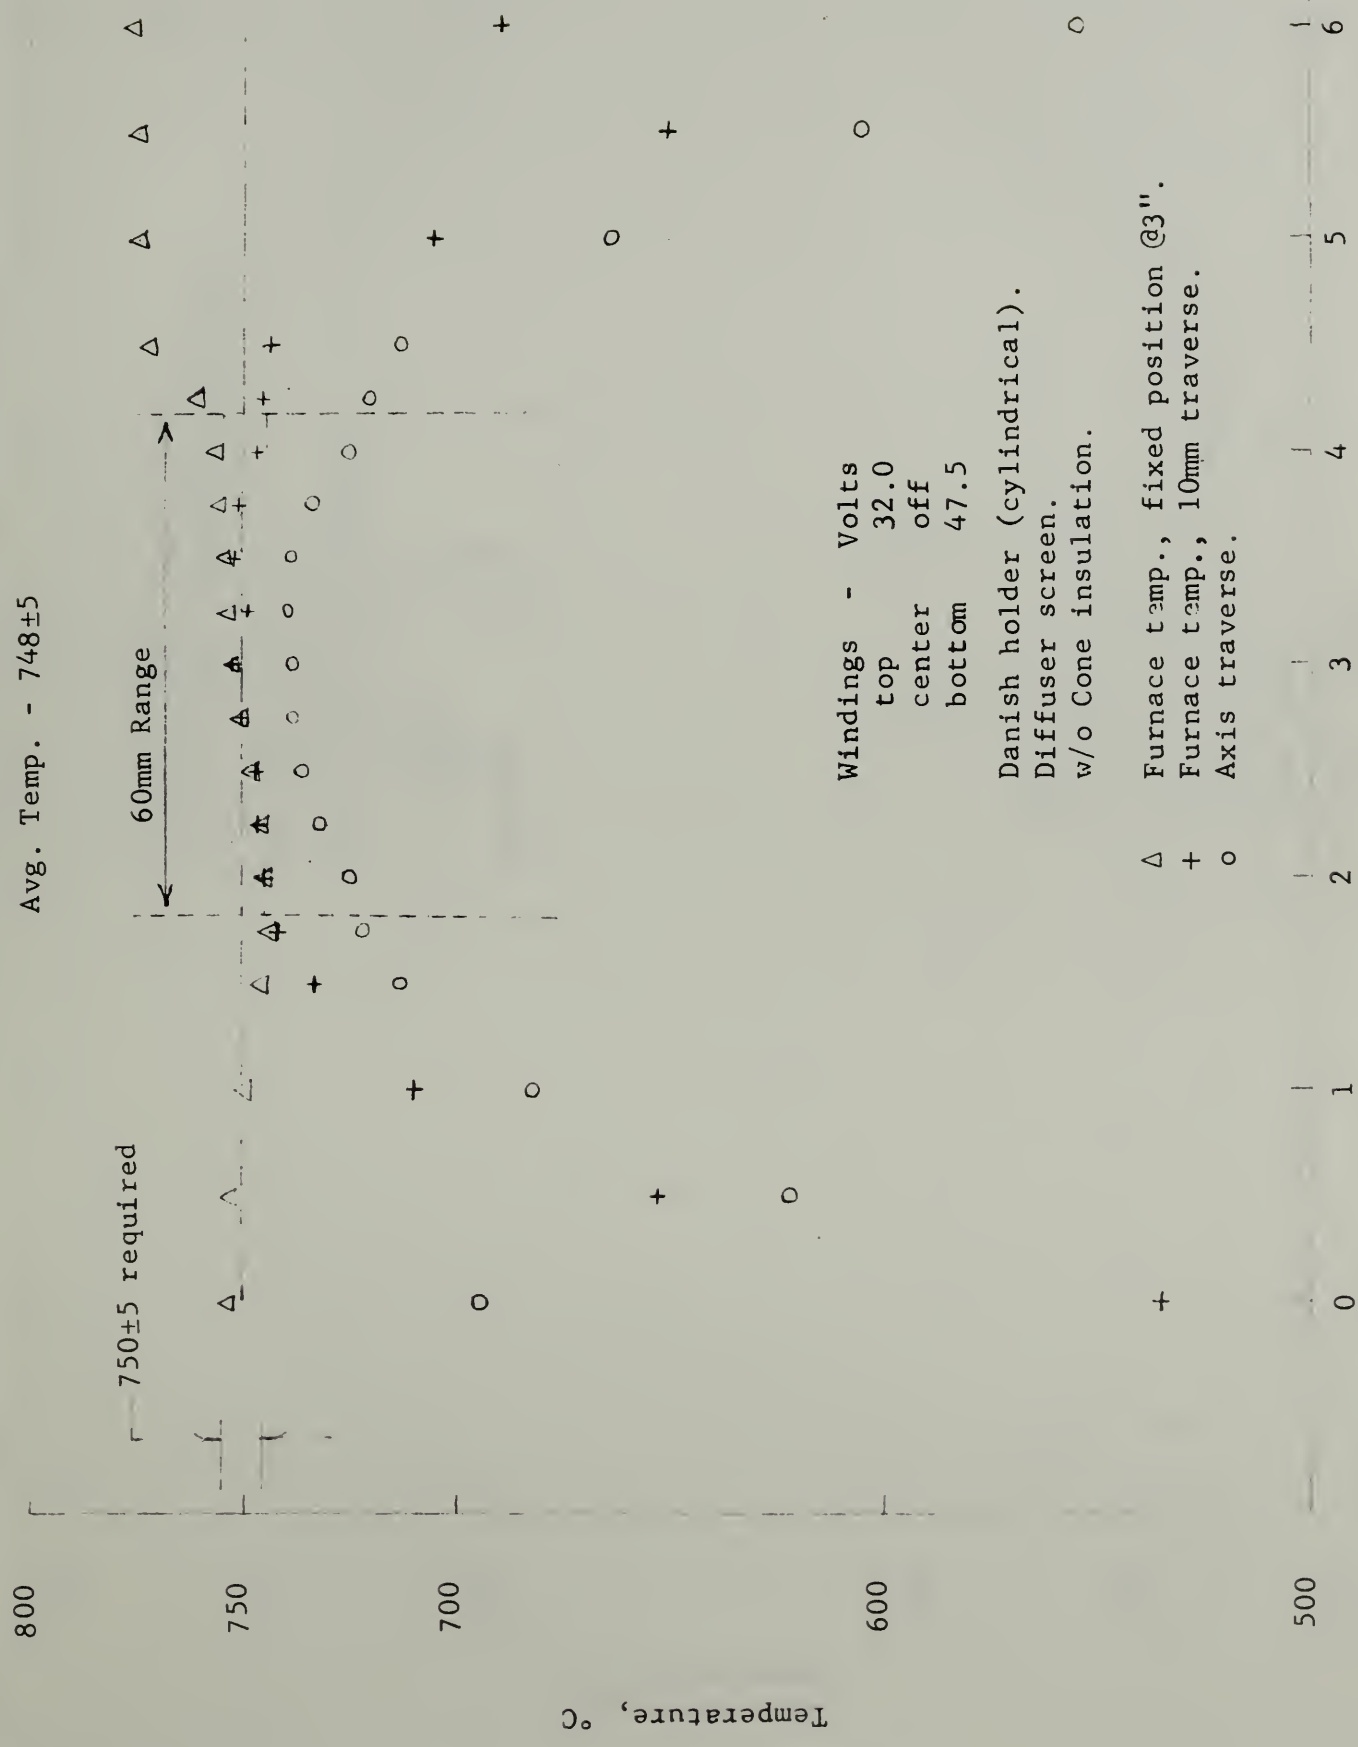 Avg. Temp. - 748±5
60mm Range
750±5 required
800
750
700
600
500
Temperature, °C
Windings - Volts
top 32.0
center off
bottom 47.5
Danish holder (cylindrical).
Diffuser screen.
w/o Cone insulation.
Δ Furnace temp., fixed position @3".
+ Furnace temp., 10mm traverse.
o Axis traverse.
0 1 2 3 4 5 6